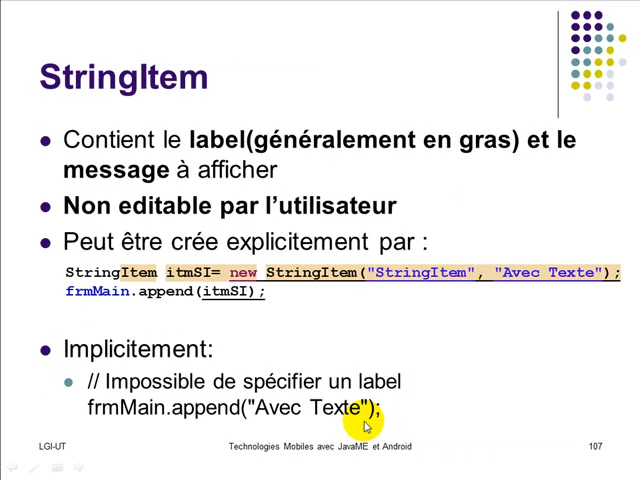 StringItem
Contient le label(généralement en gras) et le
message à afficher
Non editable par l'utilisateur
Peut être crée explicitement par :
StringItem itmSI= new StringItem("StringItem", "Avec Texte");
frmMain.append(itmSI);
Implicitement:
// Impossible de spécifier un label
frmMain.append("Avec Texte");
LGI-UT
Technologies Mobiles avec JavaME et Android
107